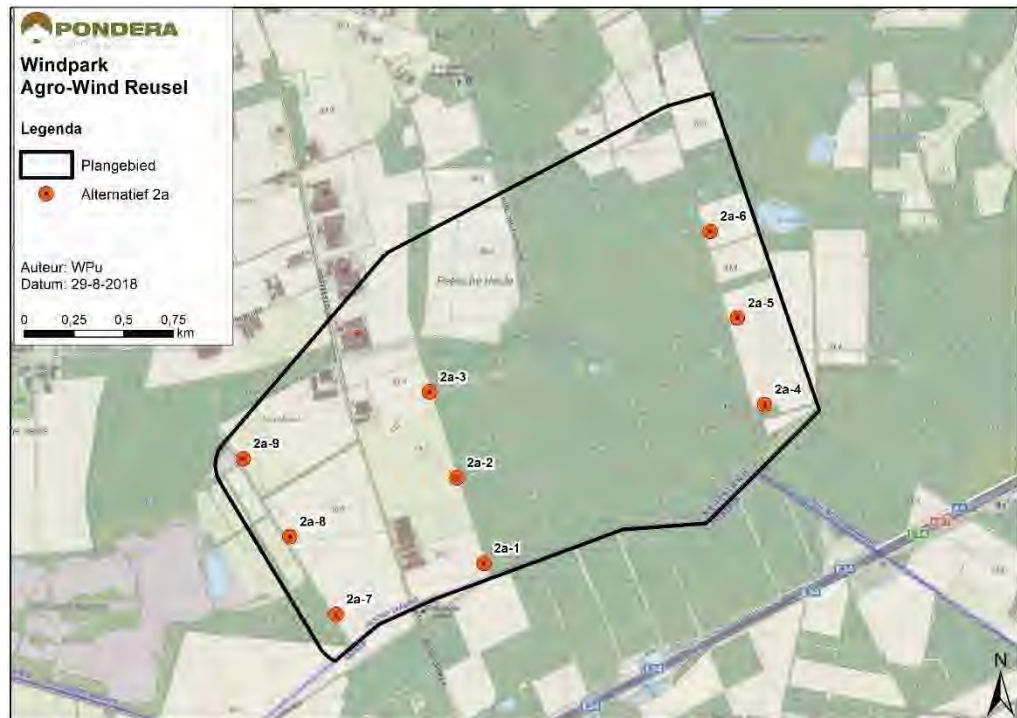 PONDERA
Windpark
Agro-Wind Reusel
Legenda
Plangebied
Alternatief 2a
Auteur: WPu
Datum: 29-8-2018
0 0,25 0,5 0,75
km
2a-6
2a-5
2a-4
2a-3
2a-2
2a-1
2a-9
2a-8
2a-7
N